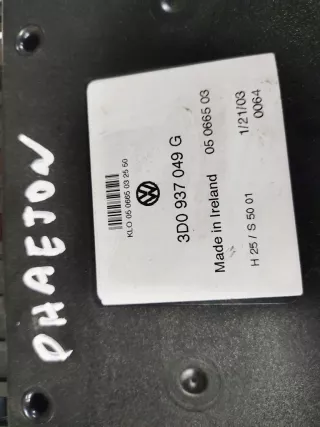 PHAETON
KLO 05 0665 03 25 50
3D0 937 049 G
Made in Ireland 05 0665 03
H 25 / S 50 01
1/21/03
0064